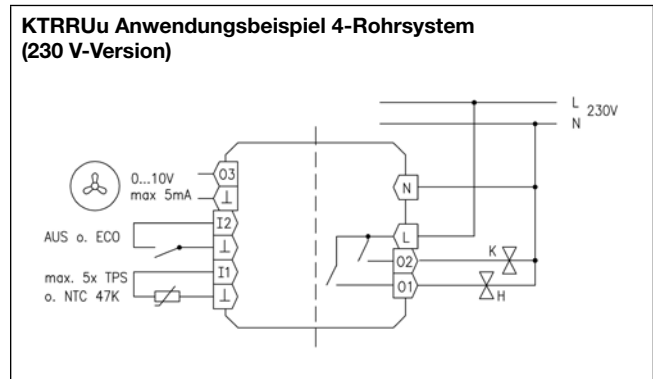 KTRRUu Anwendungsbeispiel 4-Rohrsystem
(230 V-Version)
L
230V
N
0...10V
max 5mA
O3
⊥
N
I2
AUS o. ECO
⊥
L
I1
O2
K
max. 5x TPS
o. NTC 47K
⊥
O1
H